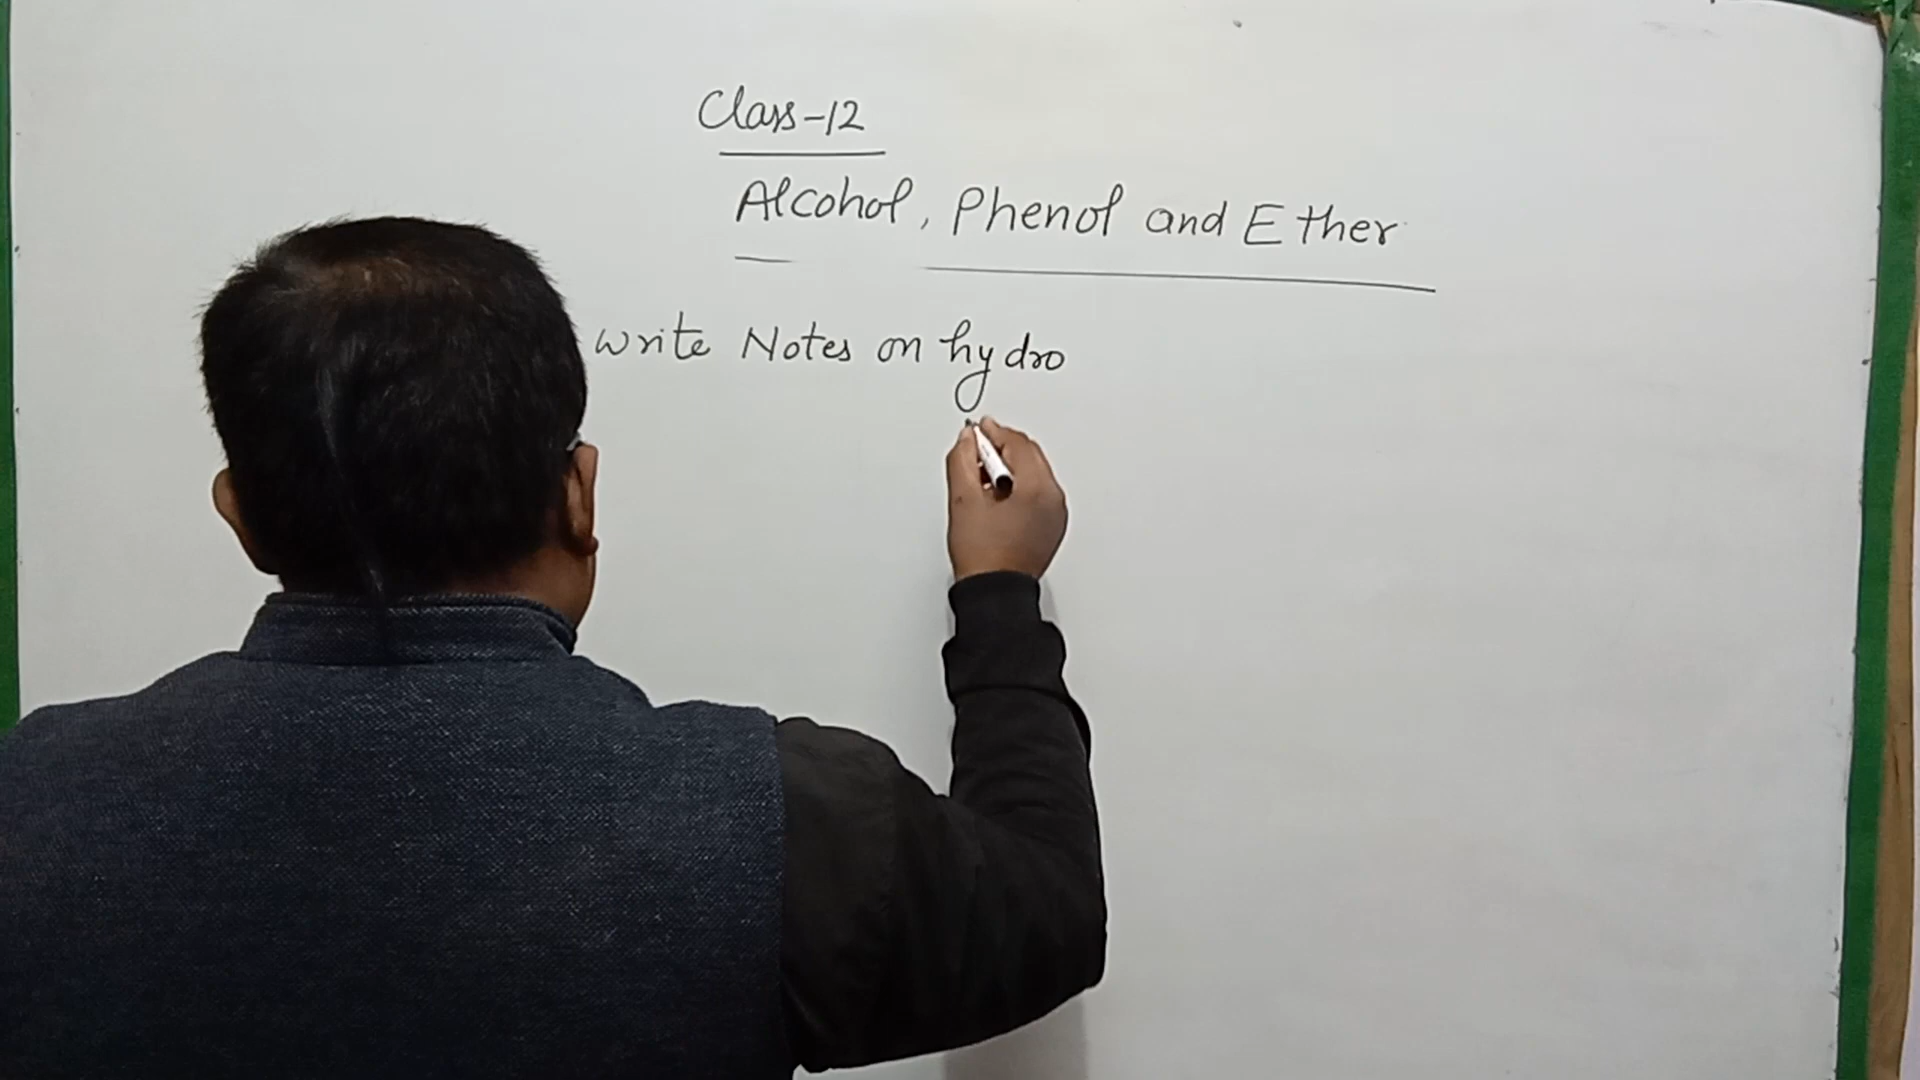 Class-12
Alcohol, Phenol and Ether
write Notes on hydro